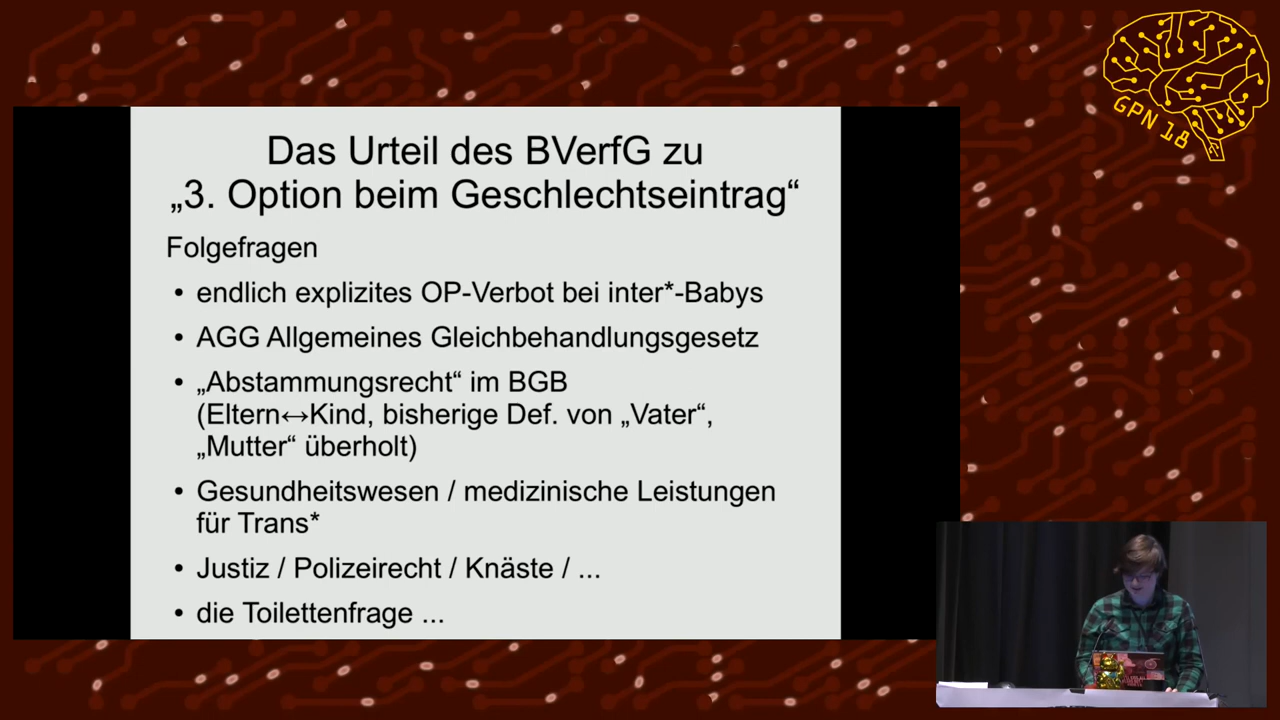 GPN 18
Das Urteil des BVerfG zu
„3. Option beim Geschlechtseintrag“
Folgefragen
• endlich explizites OP-Verbot bei inter*-Babys
• AGG Allgemeines Gleichbehandlungsgesetz
• „Abstammungsrecht“ im BGB
(Eltern↔Kind, bisherige Def. von „Vater“,
„Mutter“ überholt)
• Gesundheitswesen / medizinische Leistungen
für Trans*
• Justiz / Polizeirecht / Knäste / ...
• die Toilettenfrage ...